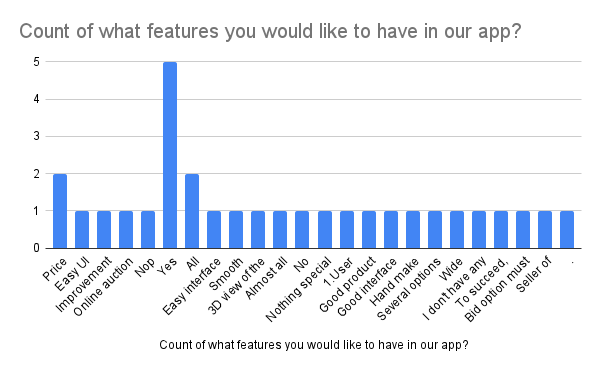 Count of what features you would like to have in our app?
5
4
3
2
1
0
Price
Easy UI
Improvement
Online auction
Nop
Yes
All
Easy interface
Smooth
3D view of the
Almost all
No
Nothing special
1.User
Good product
Good interface
Hand make
Several options
Wide
I don't have any
To succeed,
Bid option must
Seller of
.
Count of what features you would like to have in our app?